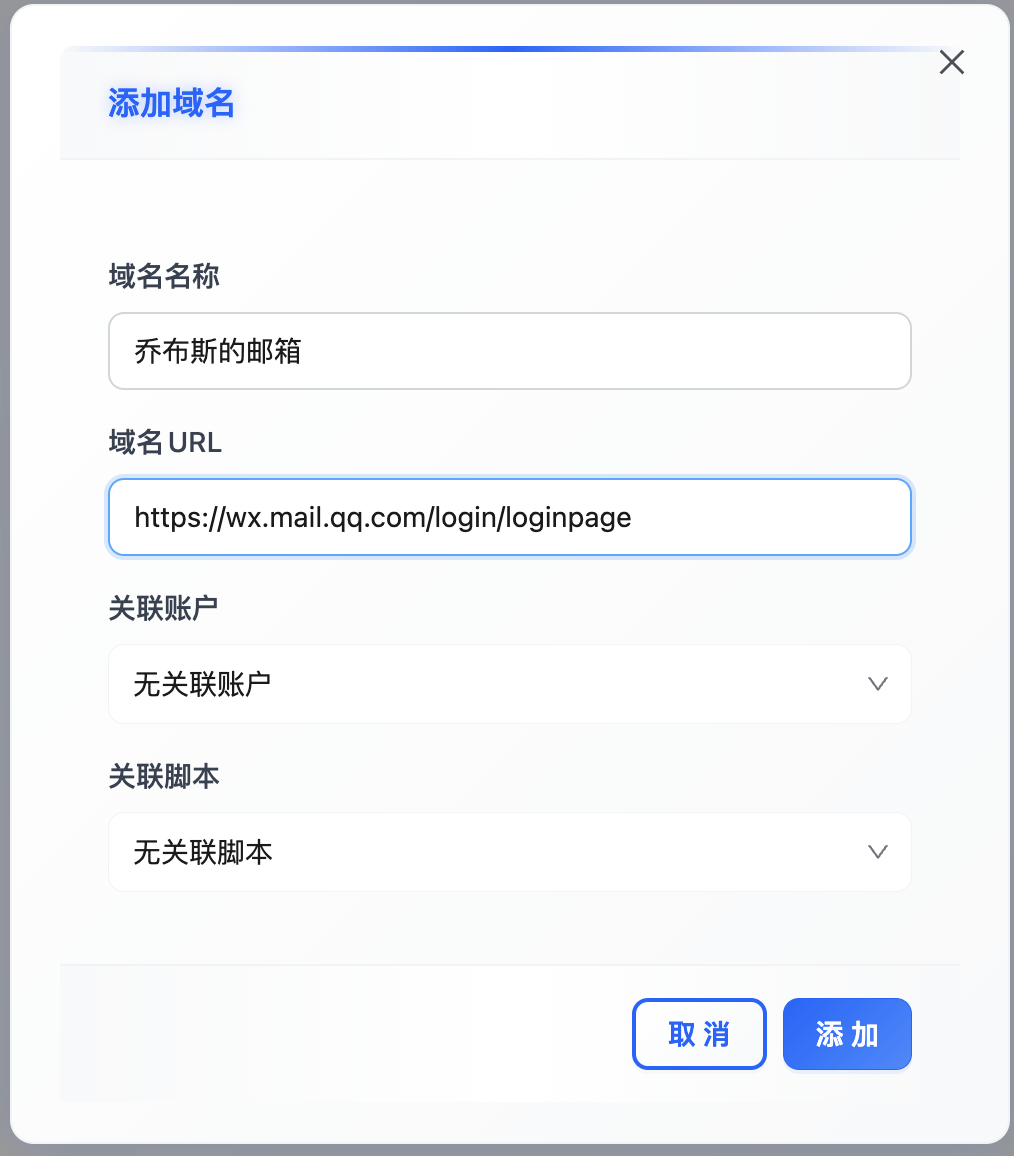 添加域名
域名名称
乔布斯的邮箱
域名URL
https://wx.mail.qq.com/login/loginpage
关联账户
无关联账户
关联脚本
无关联脚本
取 消
添 加